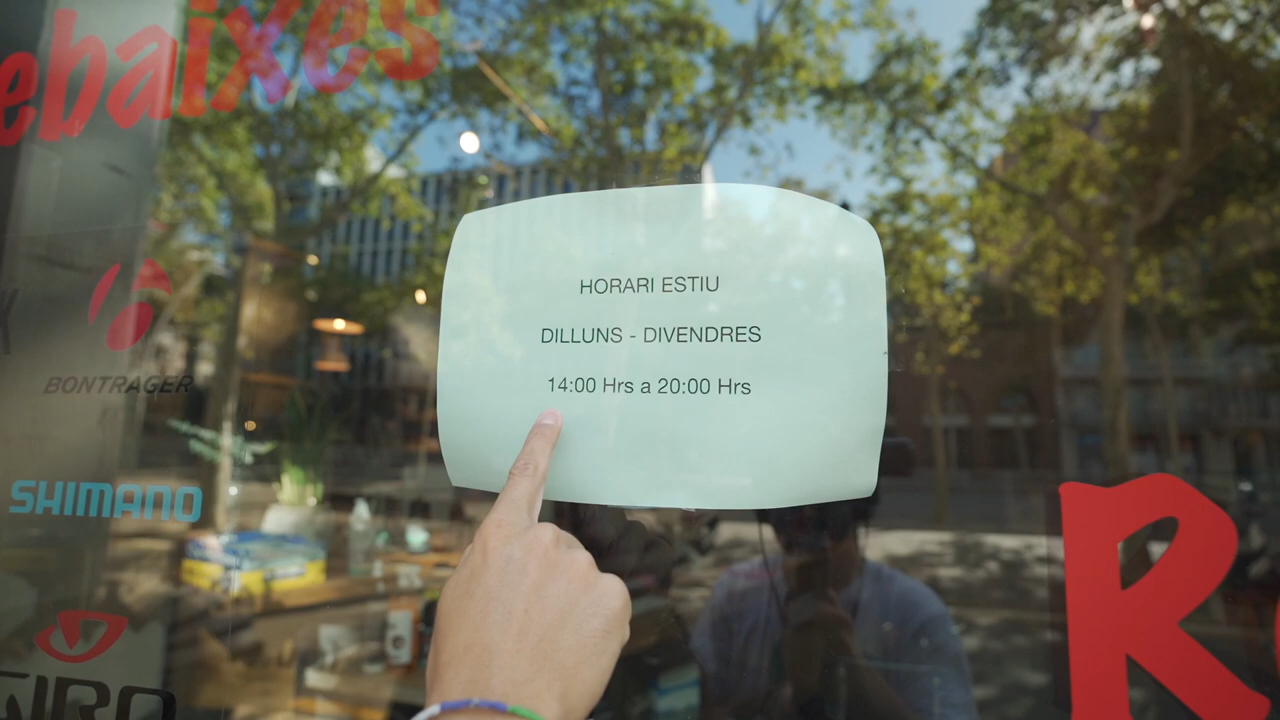 ebaixes
HORARI ESTIU
DILLUNS - DIVENDRES
14:00 Hrs a 20:00 Hrs
BONTRAGER
SHIMANO
GIRO
R